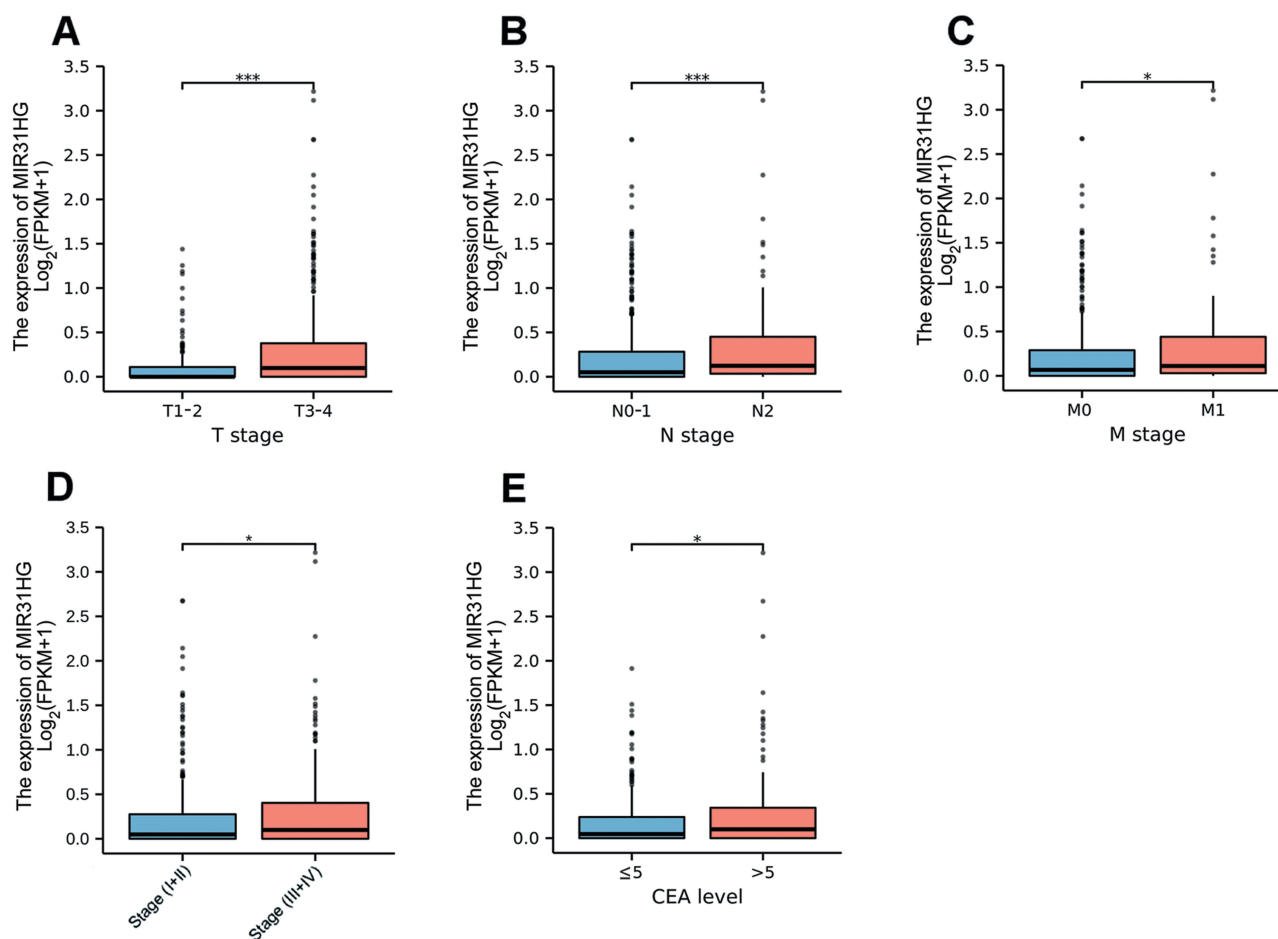 A
The expression of MIR31HG
Log2(FPKM+1)
3.5
3.0
2.5
2.0
1.5
1.0
0.5
0.0
***
T1-2
T3-4
T stage
B
The expression of MIR31HG
Log2(FPKM+1)
3.5
3.0
2.5
2.0
1.5
1.0
0.5
0.0
***
N0-1
N2
N stage
C
The expression of MIR31HG
Log2(FPKM+1)
3.5
3.0
2.5
2.0
1.5
1.0
0.5
0.0
*
M0
M1
M stage
D
The expression of MIR31HG
Log2(FPKM+1)
3.5
3.0
2.5
2.0
1.5
1.0
0.5
0.0
*
Stage (I+II)
Stage (III+IV)
E
The expression of MIR31HG
Log2(FPKM+1)
3.5
3.0
2.5
2.0
1.5
1.0
0.5
0.0
*
≤5
>5
CEA level